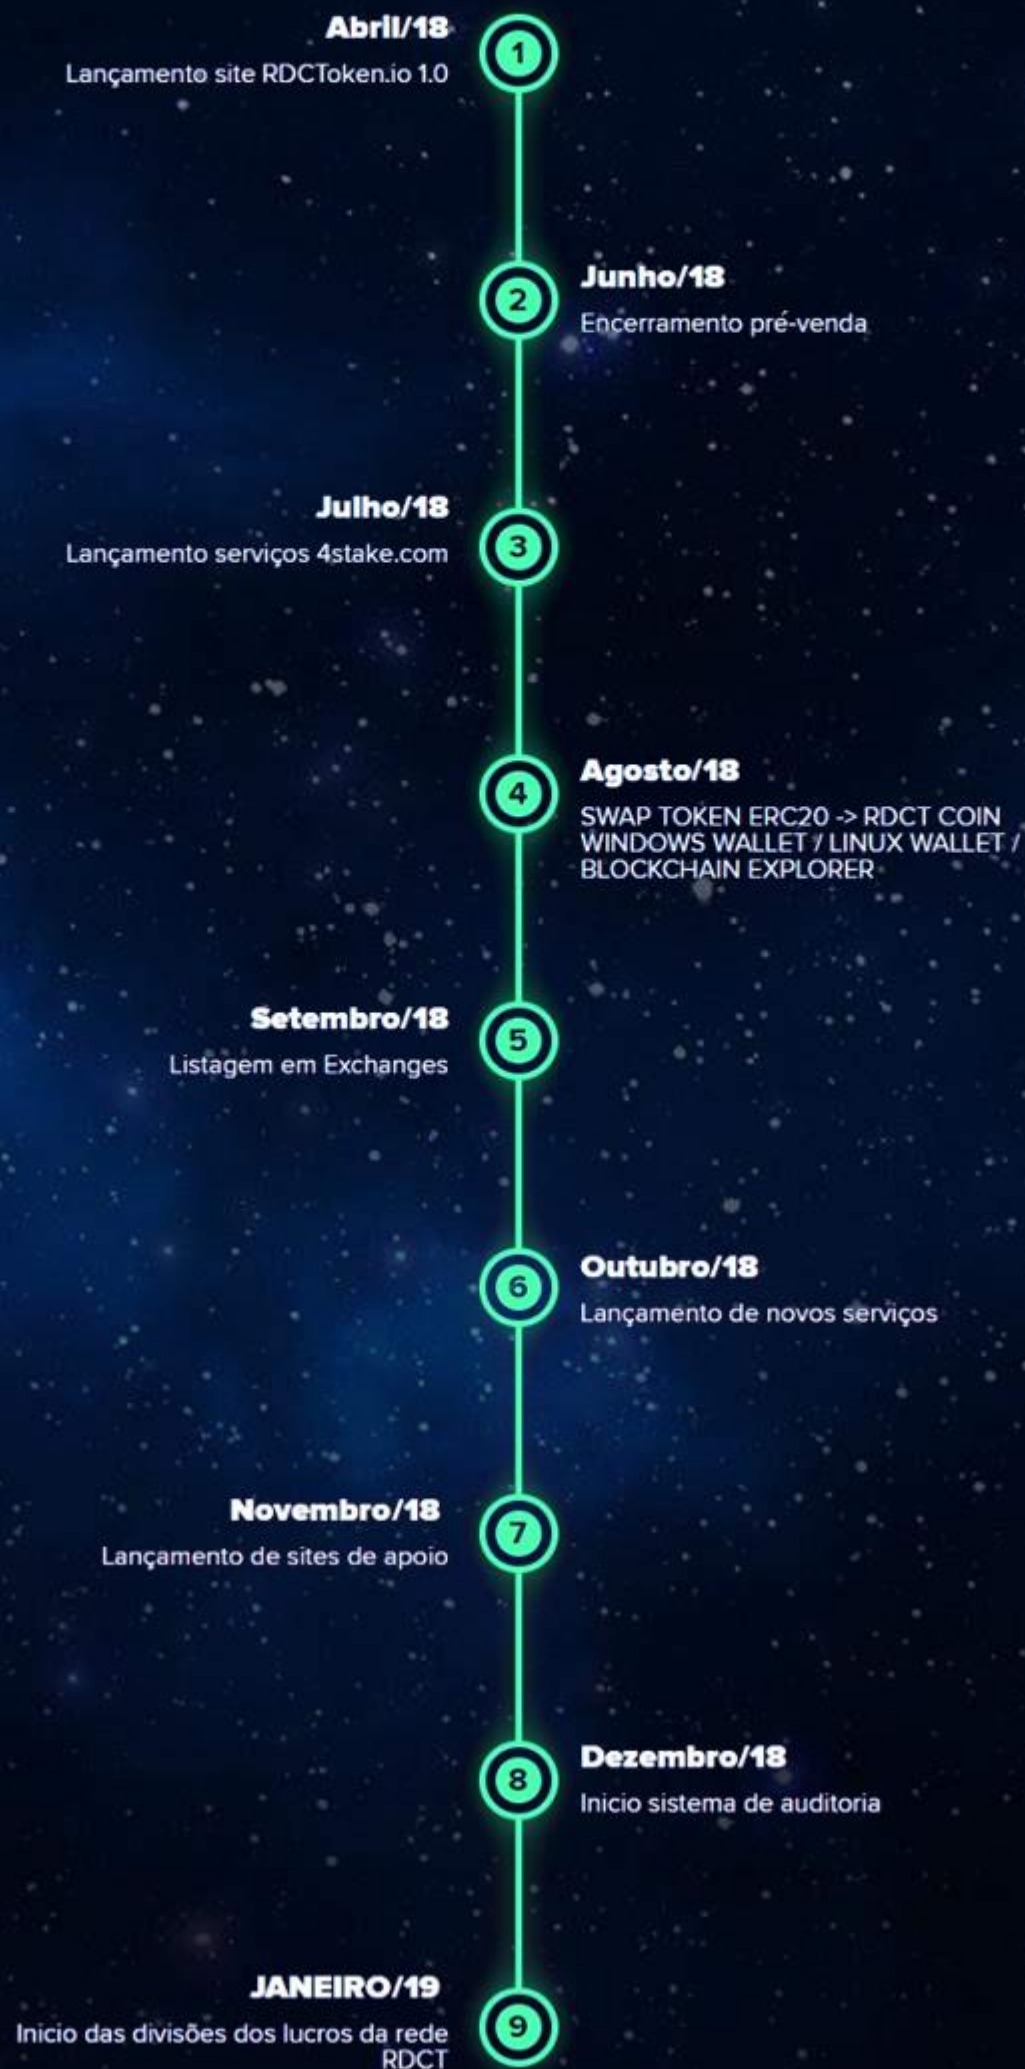 Abril/18
Lançamento site RDCToken.io 1.0
1
2
Junho/18
Encerramento pré-venda
Julho/18
Lançamento serviços 4stake.com
3
4
Agosto/18
SWAP TOKEN ERC20 -> RDCT COIN
WINDOWS WALLET / LINUX WALLET /
BLOCKCHAIN EXPLORER
Setembro/18
Listagem em Exchanges
5
6
Outubro/18
Lançamento de novos serviços
Novembro/18
Lançamento de sites de apoio
7
8
Dezembro/18
Inicio sistema de auditoria
JANEIRO/19
Inicio das divisões dos lucros da rede
RDCT
9